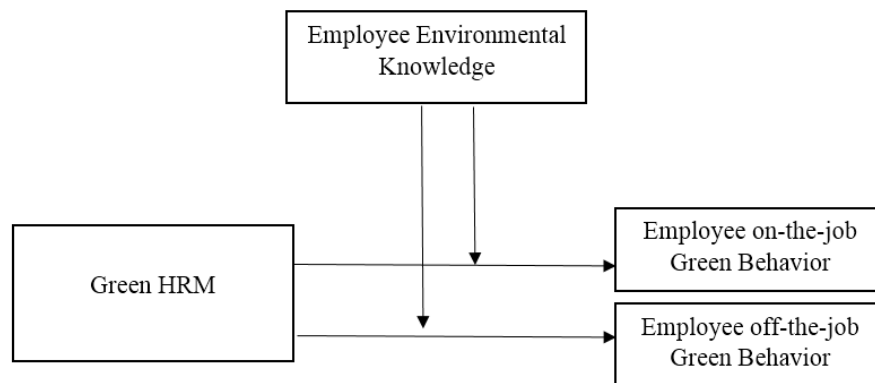 Employee Environmental
Knowledge
Employee on-the-job
Green Behavior
Green HRM
Employee off-the-job
Green Behavior